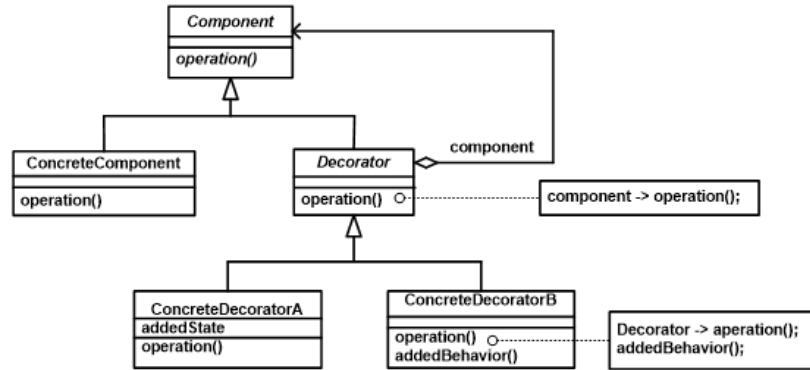 Component
operation()
component
ConcreteComponent
operation()
Decorator
operation()
component -> operation();
ConcreteDecoratorA
addedState
operation()
ConcreteDecoratorB
operation()
addedBehavior()
Decorator -> aperation();
addedBehavior();